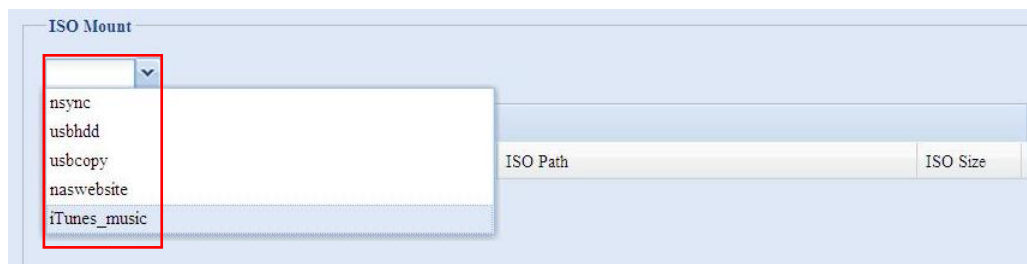 ISO Mount
nsync
usbhdd
usbcopy
naswebsite
iTunes_music
ISO Path
ISO Size